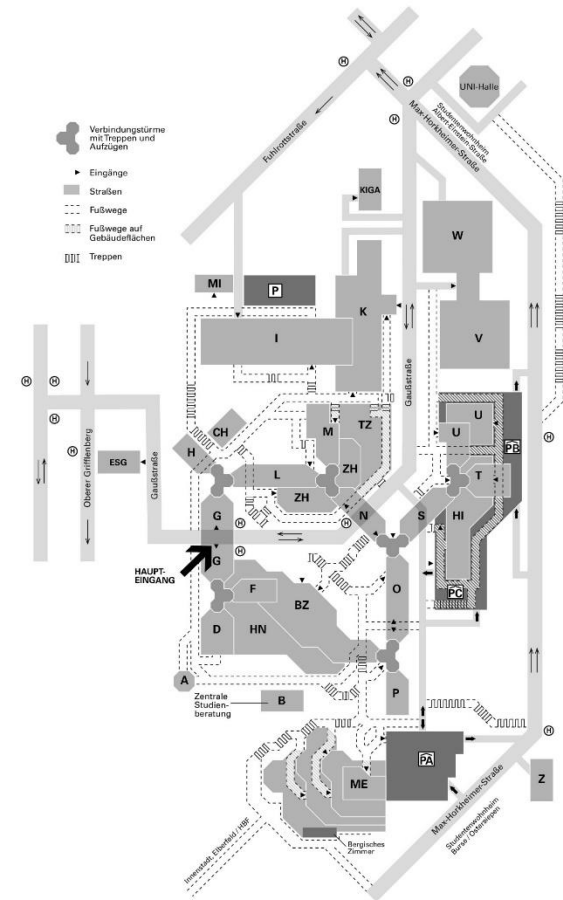 H
H
H
UNI-Halle
Fuhlrottstraße
Max-Horkheimer-Straße
Studentenwohnheim
Albert-Einstein-Straße
Verbindungstürme
mit Treppen und
Aufzügen
Eingänge
Straßen
Fußwege
Fußwege auf
Gebäudeflächen
Treppen
KIGA
W
MI
P
K
I
V
Gaußstraße
H
H
H
H
Oberer Grifflenberg
Gaußstraße
ESG
CH
H
M
TZ
ZH
L
ZH
U
U
PB
H
T
G
N
S
HI
H
H
H
HAUPT-
EINGANG
G
F
BZ
O
PC
D
HN
A
Zentrale
Studien-
beratung
B
P
PA
H
ME
Z
Max-Horkheimer-Straße
Studentenwohnheim
Burse / Ostersiepen
Bergisches
Zimmer
Innenstadt, Elberfeld / HBF